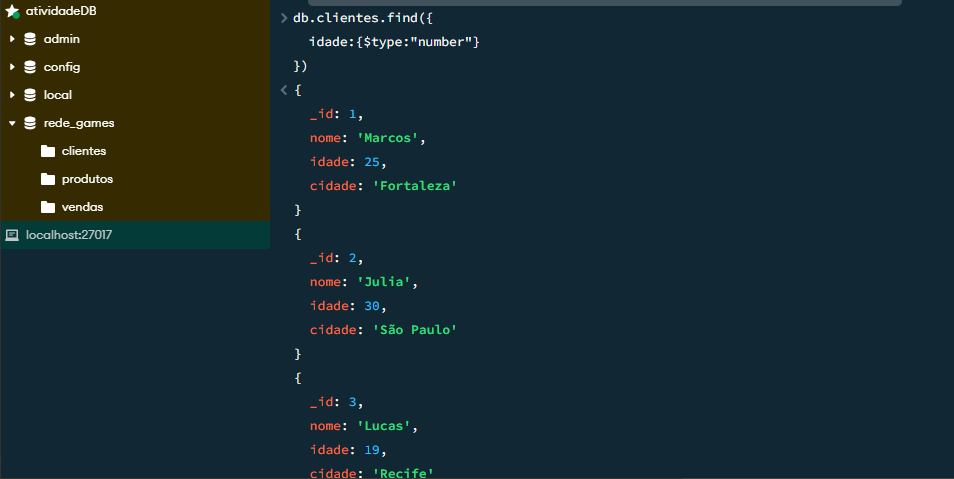 atividadeDB
admin
config
local
rede_games
clientes
produtos
vendas
localhost:27017
db.clientes.find({
idade:{$type:"number"}
})
{
_id: 1,
nome: 'Marcos',
idade: 25,
cidade: 'Fortaleza'
}
{
_id: 2,
nome: 'Julia',
idade: 30,
cidade: 'São Paulo'
}
{
_id: 3,
nome: 'Lucas',
idade: 19,
cidade: 'Recife'